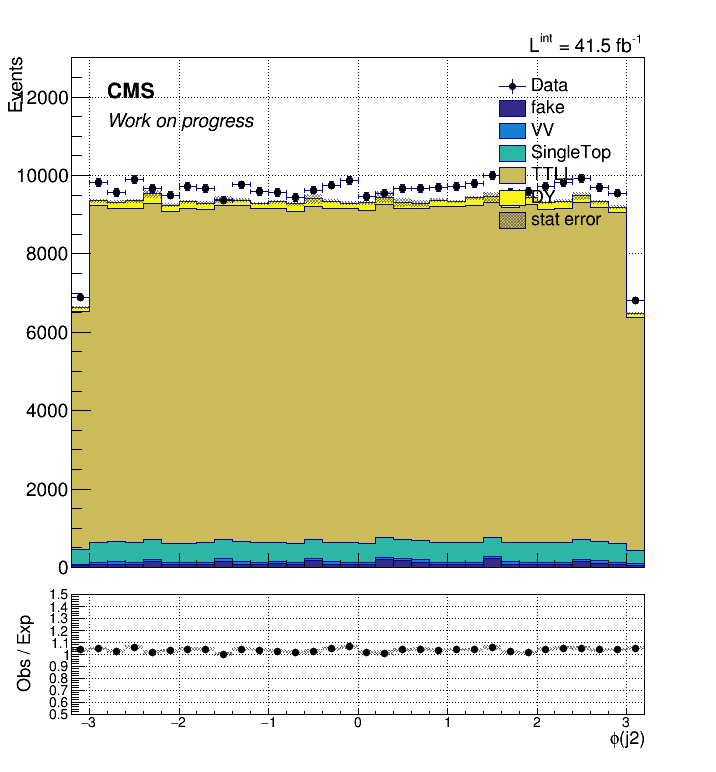 L^int = 41.5 fb^-1
Events
CMS
Work on progress
Data
fake
VV
SingleTop
TTLL
DY
stat error
12000
10000
8000
6000
4000
2000
0
Obs / Exp
1.5
1.4
1.3
1.2
1.1
1
0.9
0.8
0.7
0.6
0.5
−3 −2 −1 0 1 2 3
ϕ(j2)